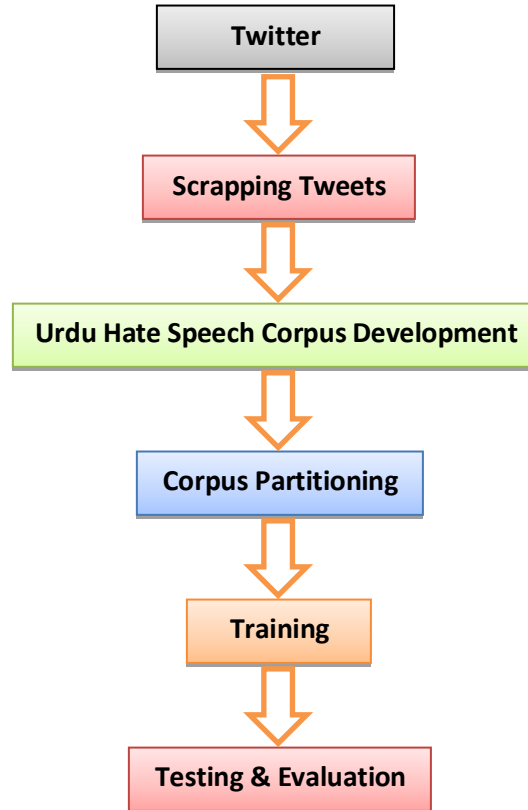 Twitter
Scrapping Tweets
Urdu Hate Speech Corpus Development
Corpus Partitioning
Training
Testing & Evaluation